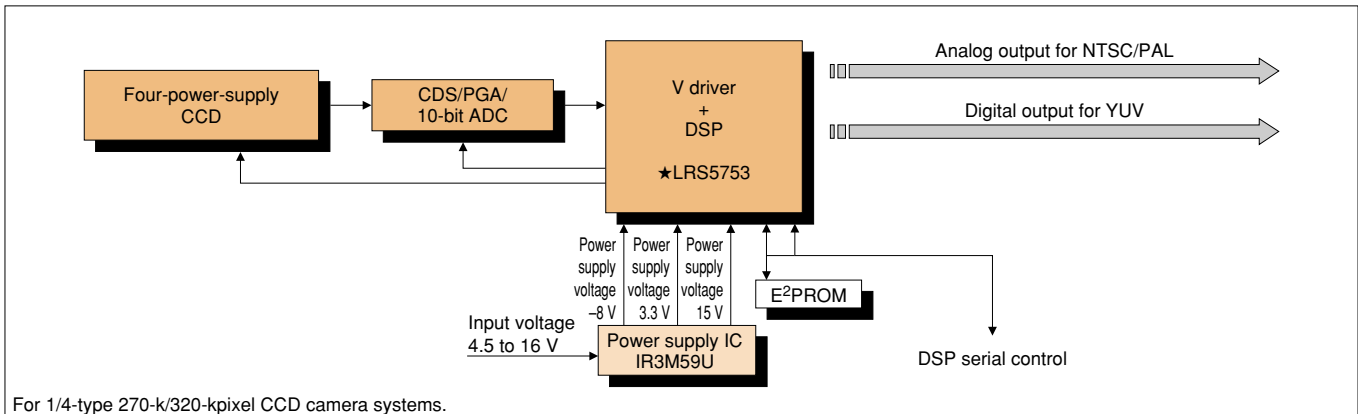 Four-power-supply
CCD
CDS/PGA/
10-bit ADC
V driver
+
DSP
★LRS5753
Analog output for NTSC/PAL
Digital output for YUV
Power
supply
voltage
–8 V
Power
supply
voltage
3.3 V
Power
supply
voltage
15 V
E²PROM
Input voltage
4.5 to 16 V
Power supply IC
IR3M59U
DSP serial control
For 1/4-type 270-k/320-kpixel CCD camera systems.